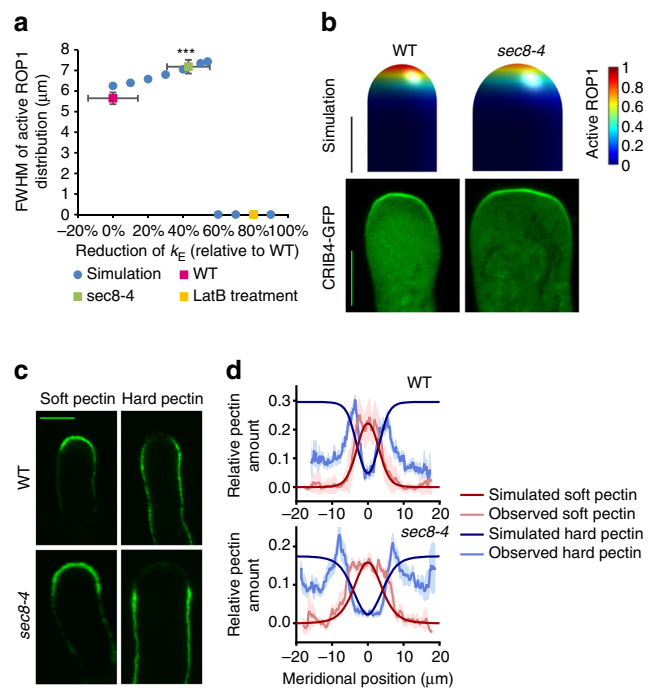 a
FWHM of active ROP1
distribution (µm)
8
7
6
5
4
3
2
1
0
***
–20% 0% 20% 40% 60% 80% 100%
Reduction of kE (relative to WT)
Simulation
WT
sec8-4
LatB treatment
b
WT
sec8-4
Simulation
CRIB4-GFP
Active ROP1
1
0.8
0.6
0.4
0.2
0
c
Soft pectin
Hard pectin
WT
sec8-4
d
WT
Relative pectin
amount
0.3
0.2
0.1
0.0
–20 –10 0 10 20
sec8-4
Relative pectin
amount
0.2
0.1
0.0
–20 –10 0 10 20
Meridional position (µm)
Simulated soft pectin
Observed soft pectin
Simulated hard pectin
Observed hard pectin